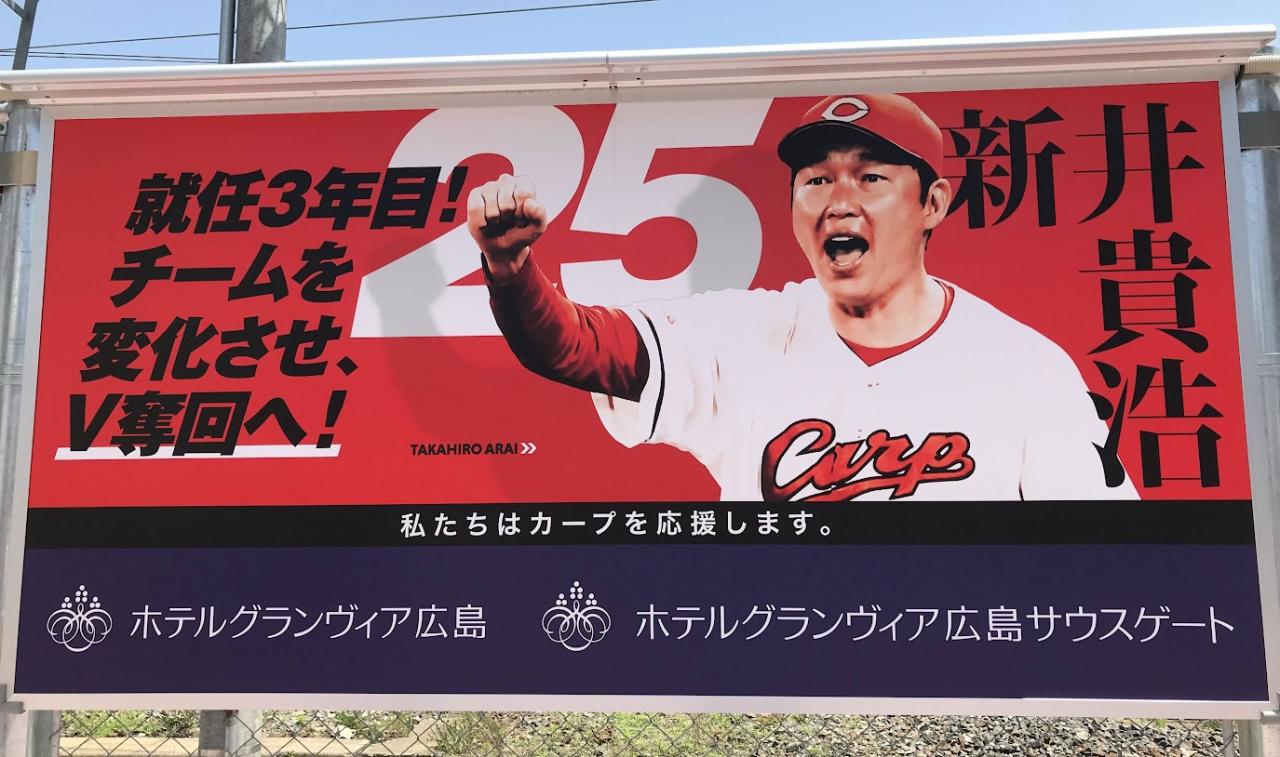 就任3年目!
チームを
変化させ、
V奪回へ!
25
C
新井貴浩
TAKAHIRO ARAI
Carp
私たちはカープを応援します。
ホテルグランヴィア広島
ホテルグランヴィア広島サウスゲート